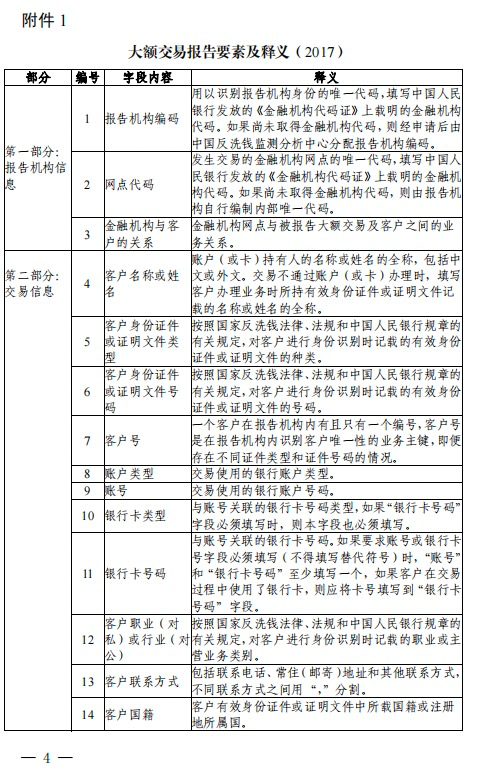 附件 1
大额交易报告要素及释义（2017）
部分 编号 字段内容 释义
第一部分：
报告机构信
息
1 报告机构编码
用以识别报告机构身份的唯一代码，填写中国人民
银行发放的《金融机构代码证》上载明的金融机构
代码。如果尚未取得金融机构代码，则经申请后由
中国反洗钱监测分析中心分配报告机构编码。
2 网点代码
发生交易的金融机构网点的唯一代码，填写中国人
民银行发放的《金融机构代码证》上载明的金融机
构代码。如果尚未取得金融机构代码，则由报告机
构自行编制内部唯一代码。
3
金融机构与客
户的关系
金融机构网点与被报告大额交易及客户之间的业
务关系。
第二部分：
交易信息
4
客户名称或姓
名
账户（或卡）持有人的名称或姓名的全称，包括中
文或外文。交易不通过账户（或卡）办理时，填写
客户办理业务时所持有效身份证件或证明文件记
载的名称或姓名的全称。
5
客户身份证件
或证明文件类
型
按照国家反洗钱法律、法规和中国人民银行规章的
有关规定，对客户进行身份识别时记载的有效身份
证件或证明文件的种类。
6
客户身份证件
或证明文件号
码
按照国家反洗钱法律、法规和中国人民银行规章的
有关规定，对客户进行身份识别时记载的有效身份
证件或证明文件的号码。
7 客户号
一个客户在报告机构内有且只有一个编号，客户号
是在报告机构内识别客户唯一性的业务主键，即便
存在不同证件类型和证件号码的情况。
8 账户类型 交易使用的银行账户类型。
9 账号 交易使用的银行账户号码。
10 银行卡类型
与账号关联的银行卡号码类型，如果“银行卡号码”
字段必须填写时，则本字段也必须填写。
11 银行卡号码
与账号关联的银行卡号码。如果要求账号或银行卡
号字段必须填写（不得填写替代符号）时，“账号”
和“银行卡号码”至少填写一个，如果客户在交易
过程中使用了银行卡，则应将卡号填写到“银行卡
号码”字段。
12
客户职业（对
私）或行业（对
公）
按照国家反洗钱法律、法规和中国人民银行规章的
有关规定，对客户进行身份识别时记载的职业或主
营业务类别。
13 客户联系方式
包括联系电话、常住（邮寄）地址和其他联系方式，
不同联系方式之间用“，”分割。
14 客户国籍
客户有效身份证件或证明文件中所载国籍或注册
地所属国。
— 4 —